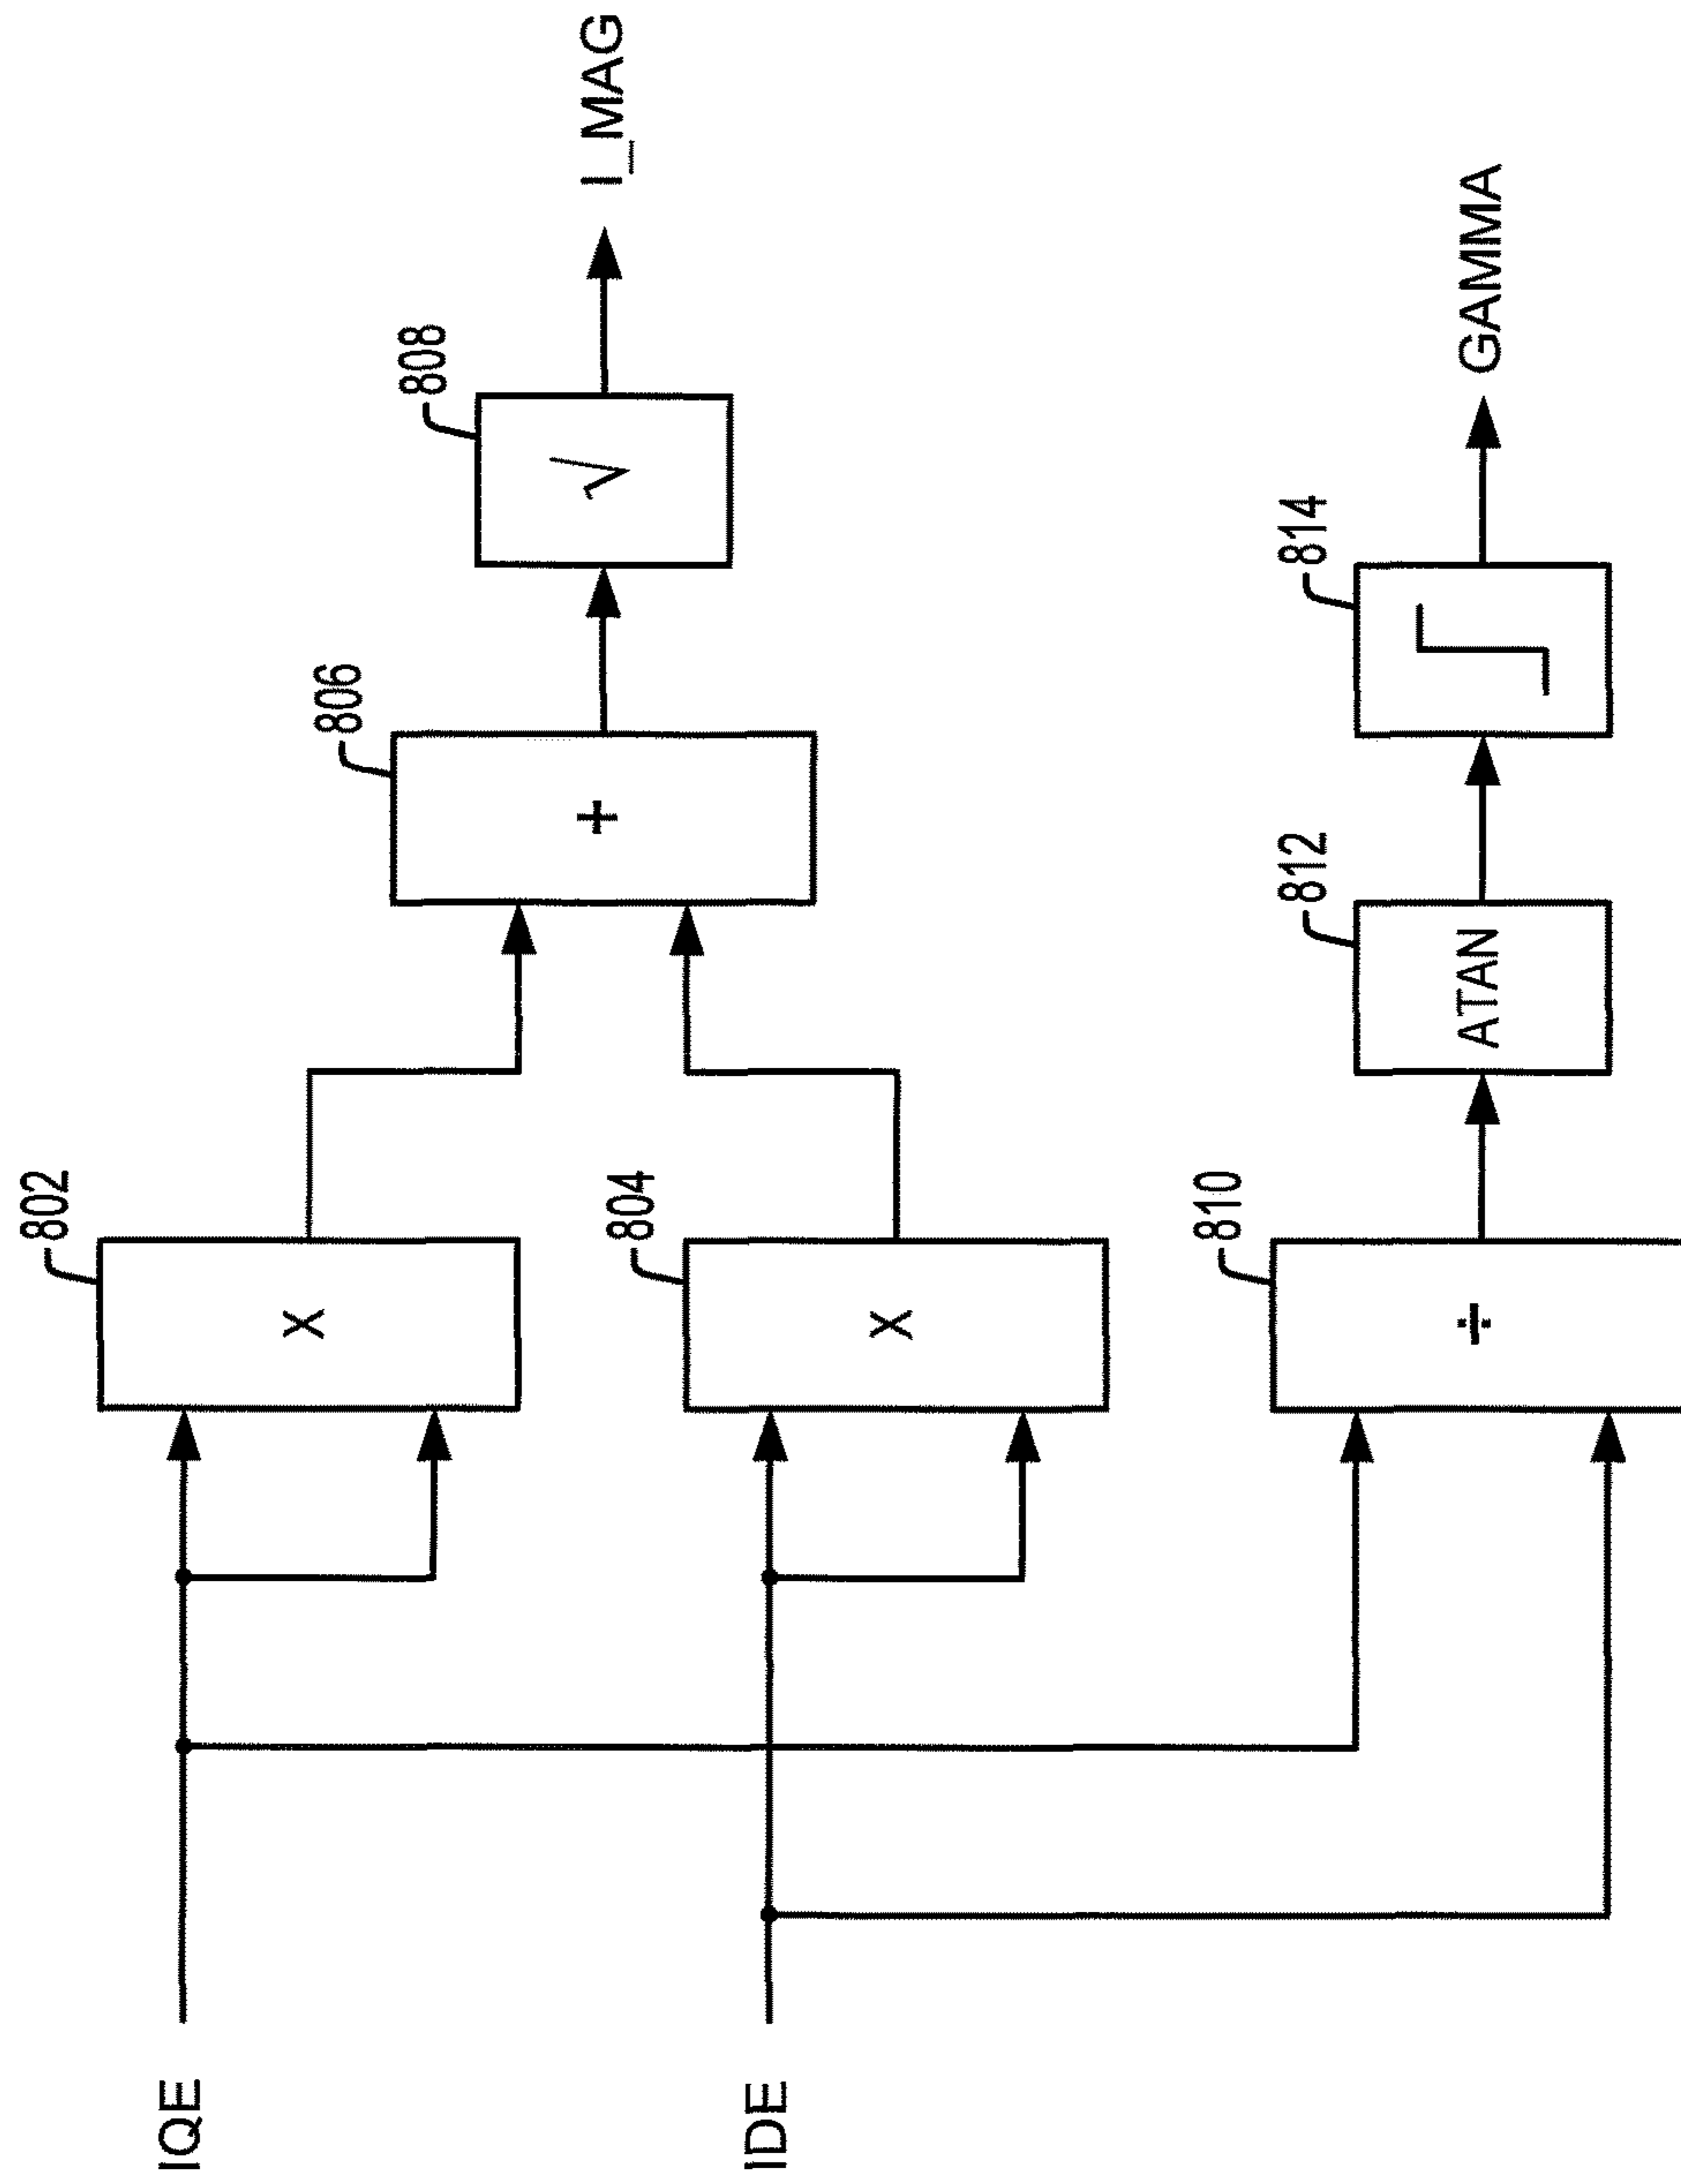 802
X
IQE
806
+
808
√
I_MAG
804
X
IDE
810
÷
812
ATAN
814
GAMMA